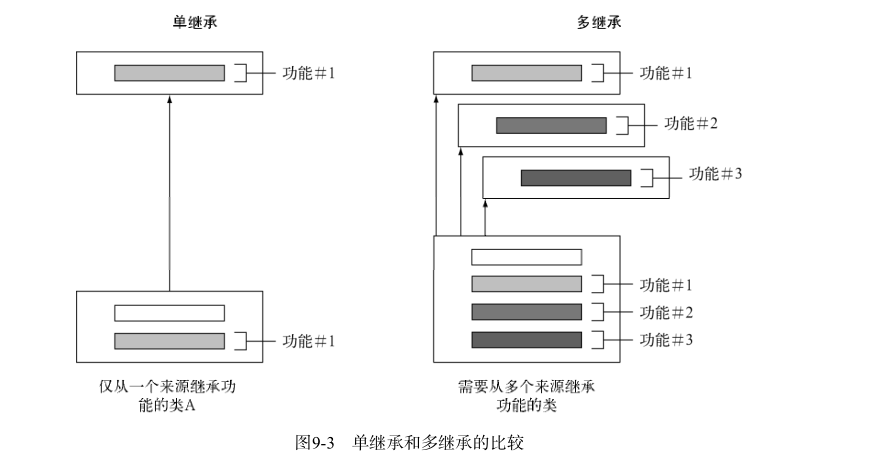 单继承
多继承
功能＃1
功能＃1
功能＃2
功能＃3
功能＃1
功能＃2
功能＃1
功能＃3
仅从一个来源继承功
能的类A
需要从多个来源继承
功能的类
图9-3 单继承和多继承的比较